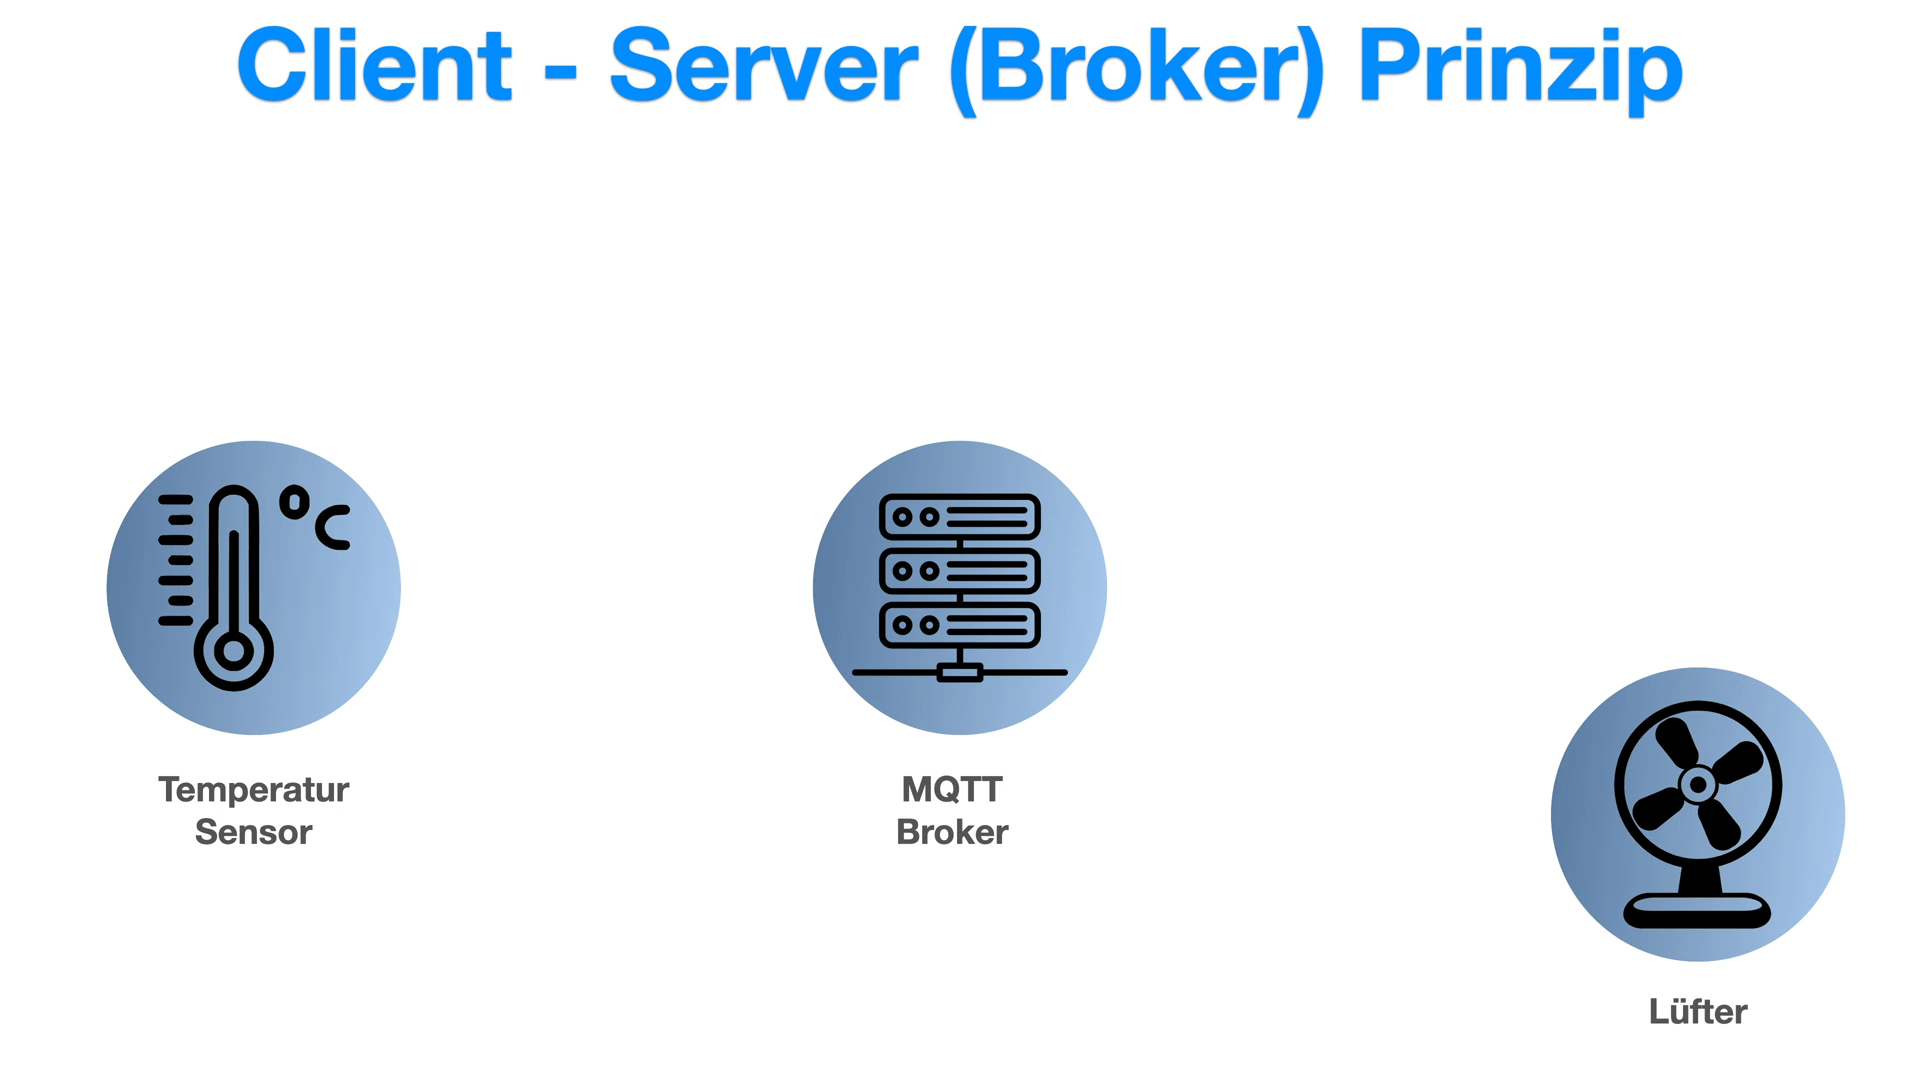 Client - Server (Broker) Prinzip
°C
Temperatur
Sensor
MQTT
Broker
Lüfter